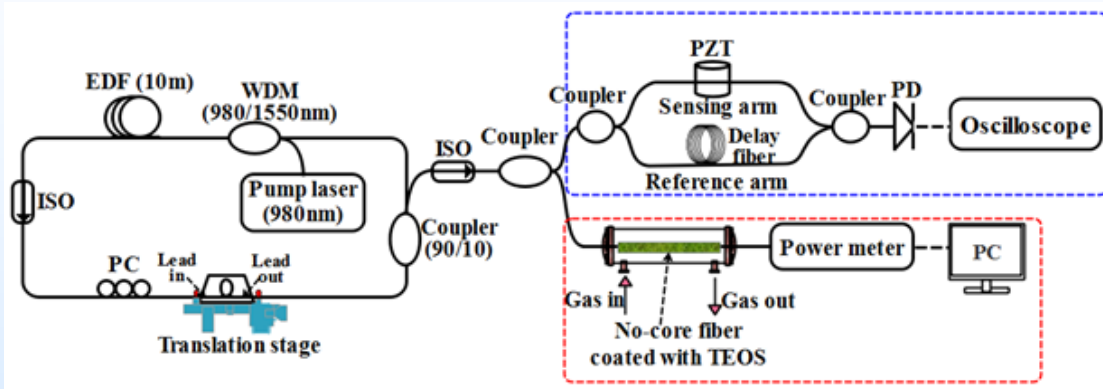 EDF (10m)
WDM
(980/1550nm)
Pump laser
(980nm)
ISO
PC
Lead
in
Lead
out
Translation stage
Coupler
(90/10)
ISO
Coupler
Coupler
PZT
Sensing arm
Delay
fiber
Reference arm
Coupler
PD
Oscilloscope
Gas in
Gas out
No-core fiber
coated with TEOS
Power meter
PC